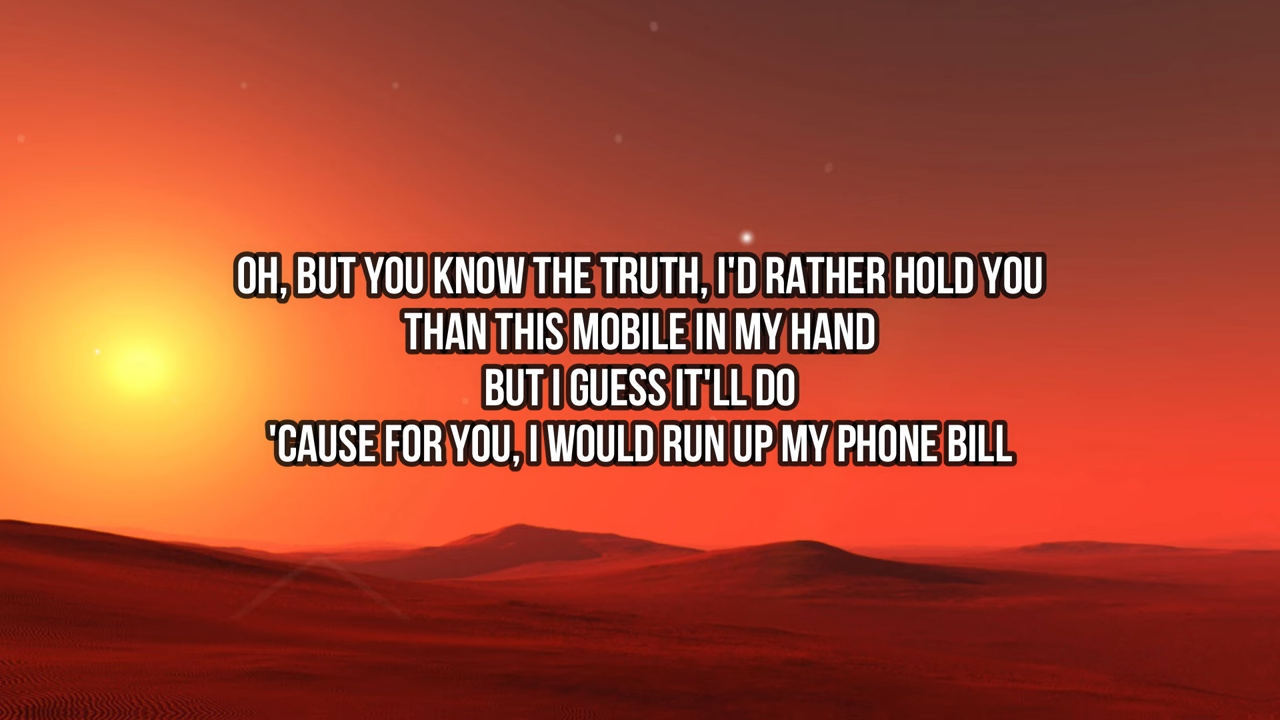 OH, BUT YOU KNOW THE TRUTH, I'D RATHER HOLD YOU
THAN THIS MOBILE IN MY HAND
BUT I GUESS IT'LL DO
'CAUSE FOR YOU, I WOULD RUN UP MY PHONE BILL